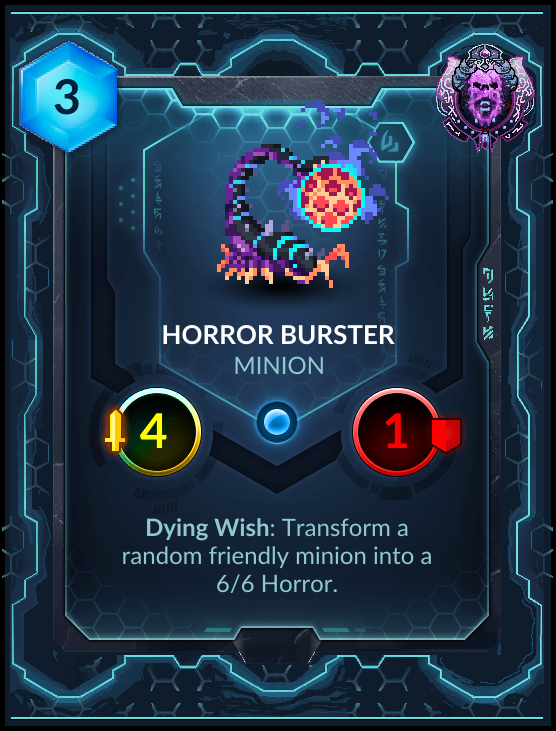 3
HORROR BURSTER
MINION
4
1
Dying Wish: Transform a
random friendly minion into a
6/6 Horror.